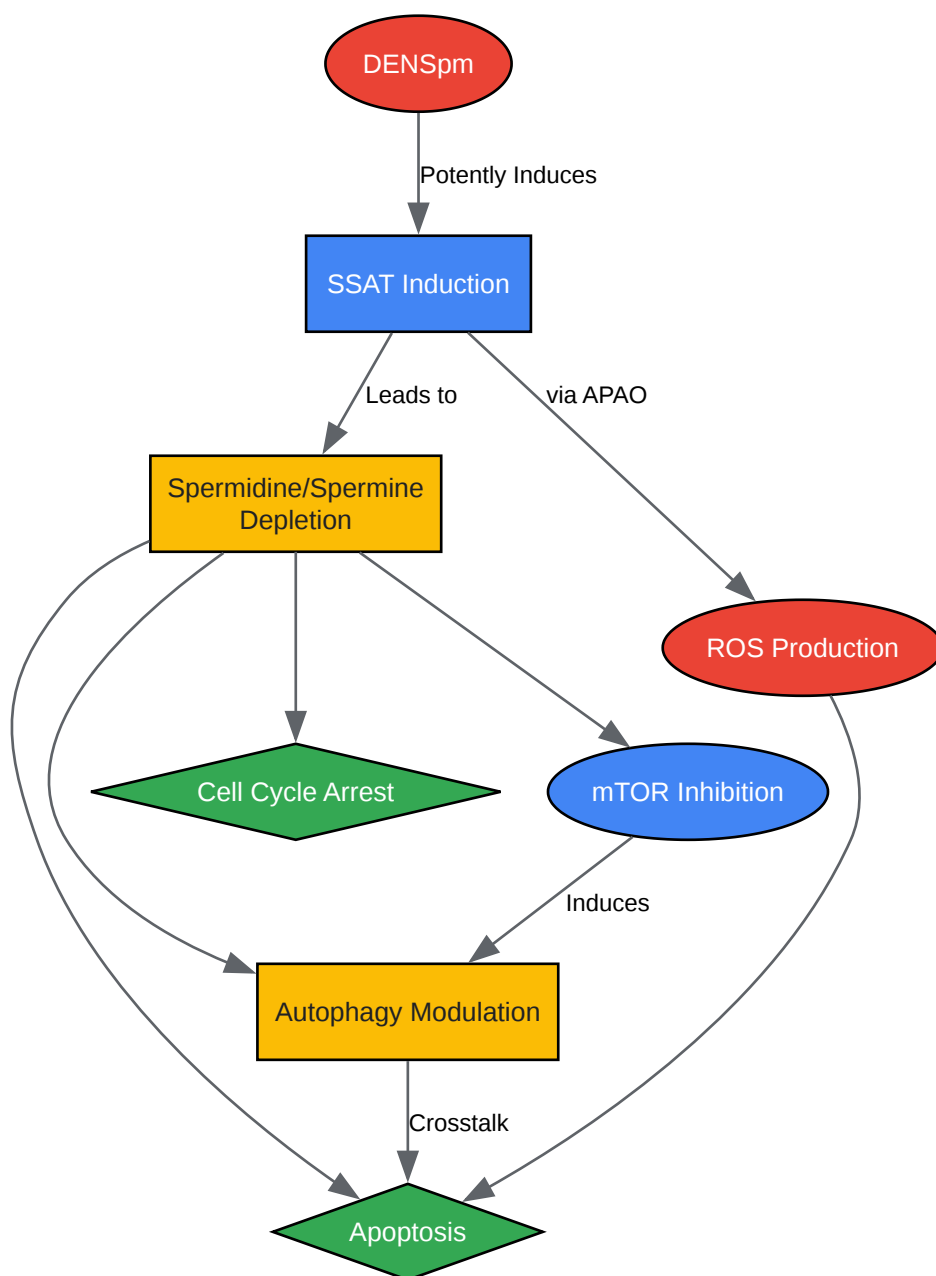 DENSpm
Potently Induces
SSAT Induction
Leads to
via APAO
Spermidine/Spermine
Depletion
ROS Production
Cell Cycle Arrest
mTOR Inhibition
Induces
Autophagy Modulation
Crosstalk
Apoptosis